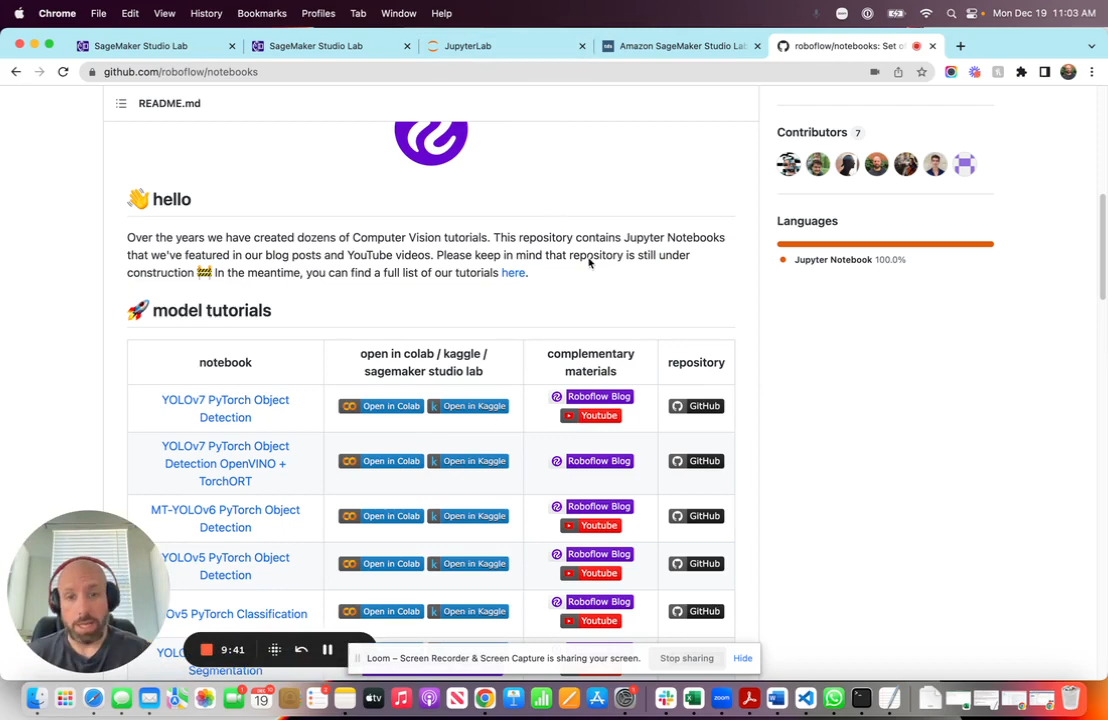 Chrome File Edit View History Bookmarks Profiles Tab Window Help Mon Dec 19 11:03 AM
SageMaker Studio Lab
SageMaker Studio Lab
JupyterLab
Amazon SageMaker Studio Lab
roboflow/notebooks: Set o
github.com/roboflow/notebooks
README.md
Contributors 7
👋 hello
Languages
Jupyter Notebook 100.0%
Over the years we have created dozens of Computer Vision tutorials. This repository contains Jupyter Notebooks
that we've featured in our blog posts and YouTube videos. Please keep in mind that repository is still under
construction 🚧 In the meantime, you can find a full list of our tutorials here.
🚀 model tutorials
notebook
open in colab / kaggle /
sagemaker studio lab
complementary
materials
repository
YOLOv7 PyTorch Object
Detection
Open in Colab Open in Kaggle
Roboflow Blog
Youtube
GitHub
YOLOv7 PyTorch Object
Detection OpenVINO +
TorchORT
Open in Colab Open in Kaggle
Roboflow Blog
GitHub
MT-YOLOv6 PyTorch Object
Detection
Open in Colab Open in Kaggle
Roboflow Blog
Youtube
GitHub
YOLOv5 PyTorch Object
Detection
Open in Colab Open in Kaggle
Roboflow Blog
Youtube
GitHub
Ov5 PyTorch Classification
Open in Colab Open in Kaggle
Roboflow Blog
Youtube
GitHub
YOLO
Segmentation
9:41
Loom – Screen Recorder & Screen Capture is sharing your screen.
Stop sharing
Hide